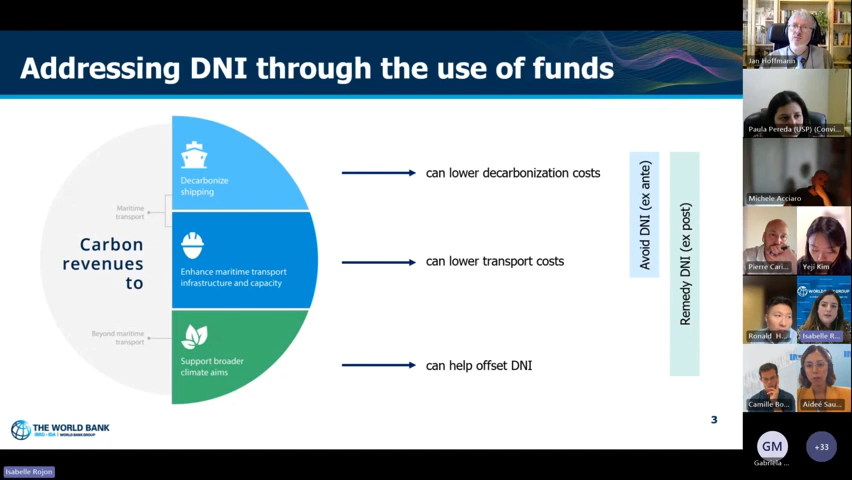 Addressing DNI through the use of funds
Carbon
revenues
to
Maritime
transport
Beyond maritime
transport
Decarbonize
shipping
Enhance maritime transport
infrastructure and capacity
Support broader
climate aims
can lower decarbonization costs
can lower transport costs
can help offset DNI
Avoid DNI (ex ante)
Remedy DNI (ex post)
THE WORLD BANK
IBRD • IDA | WORLD BANK GROUP
3
Isabelle Rojon
Jan Hoffmann
Paula Pereda (USP) (Convi...
Michele Acciaro
Pierre Cari...
Yeji Kim
Ronald H...
WORLD BANK GROUP
Isabelle R...
Camille Bo...
Aideé Sau...
GM
Gabriela ...
+33